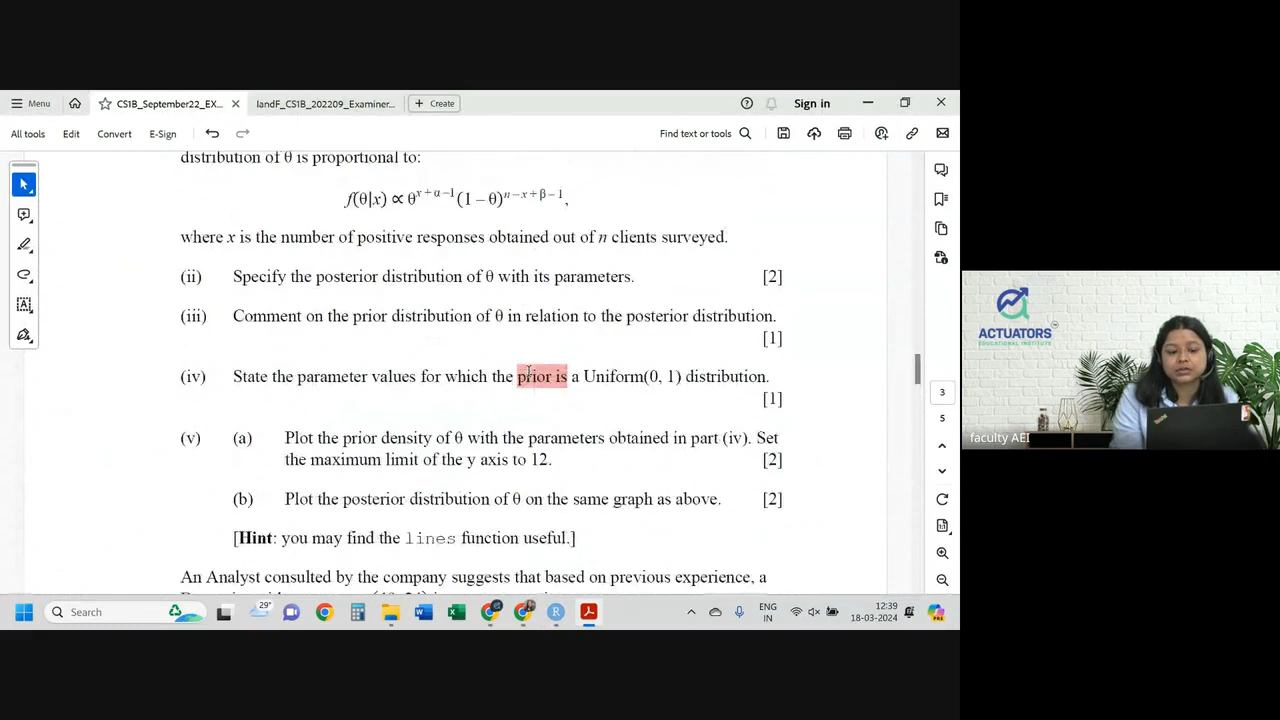 Menu
CS1B_September22_EX...
IandF_CS1B_202209_Examiner...
Create
Sign in
All tools
Edit
Convert
E-Sign
Find text or tools
distribution of θ is proportional to:
f(θ|x) ∝ θ^{x+α−1}(1 − θ)^{n−x+β−1},
where x is the number of positive responses obtained out of n clients surveyed.
(ii) Specify the posterior distribution of θ with its parameters. [2]
(iii) Comment on the prior distribution of θ in relation to the posterior distribution.
[1]
(iv) State the parameter values for which the prior is a Uniform(0, 1) distribution.
[1]
(v) (a) Plot the prior density of θ with the parameters obtained in part (iv). Set
the maximum limit of the y axis to 12. [2]
(b) Plot the posterior distribution of θ on the same graph as above. [2]
[Hint: you may find the lines function useful.]
An Analyst consulted by the company suggests that based on previous experience, a
3
5
ACTUATORS
EDUCATIONAL INSTITUTE
ThinkPad
faculty AEI
Search
29°
ENG
IN
12:39
18-03-2024